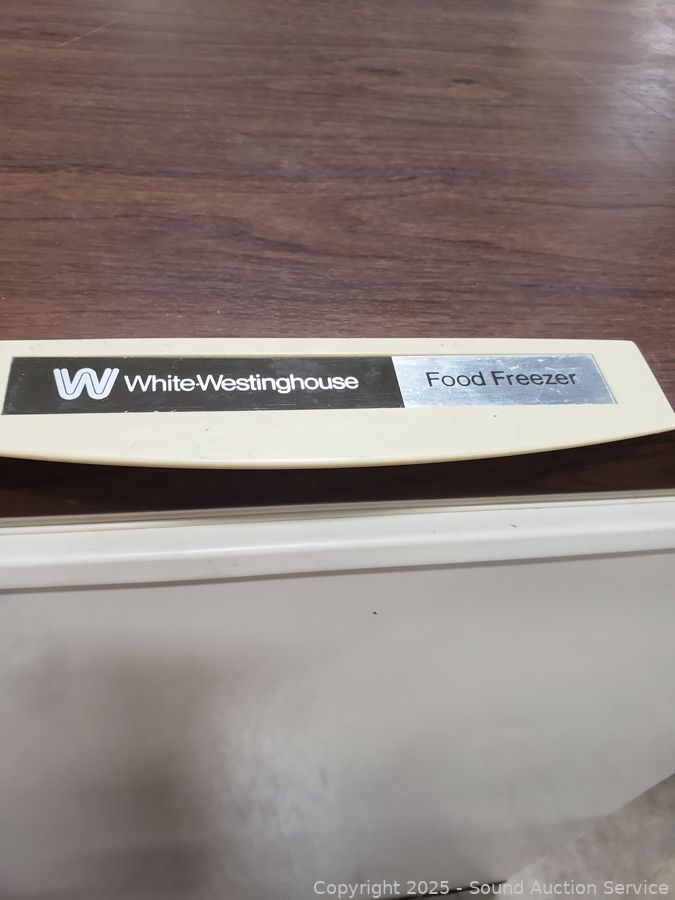 W White-Westinghouse Food Freezer
Copyright 2025 - Sound Auction Service